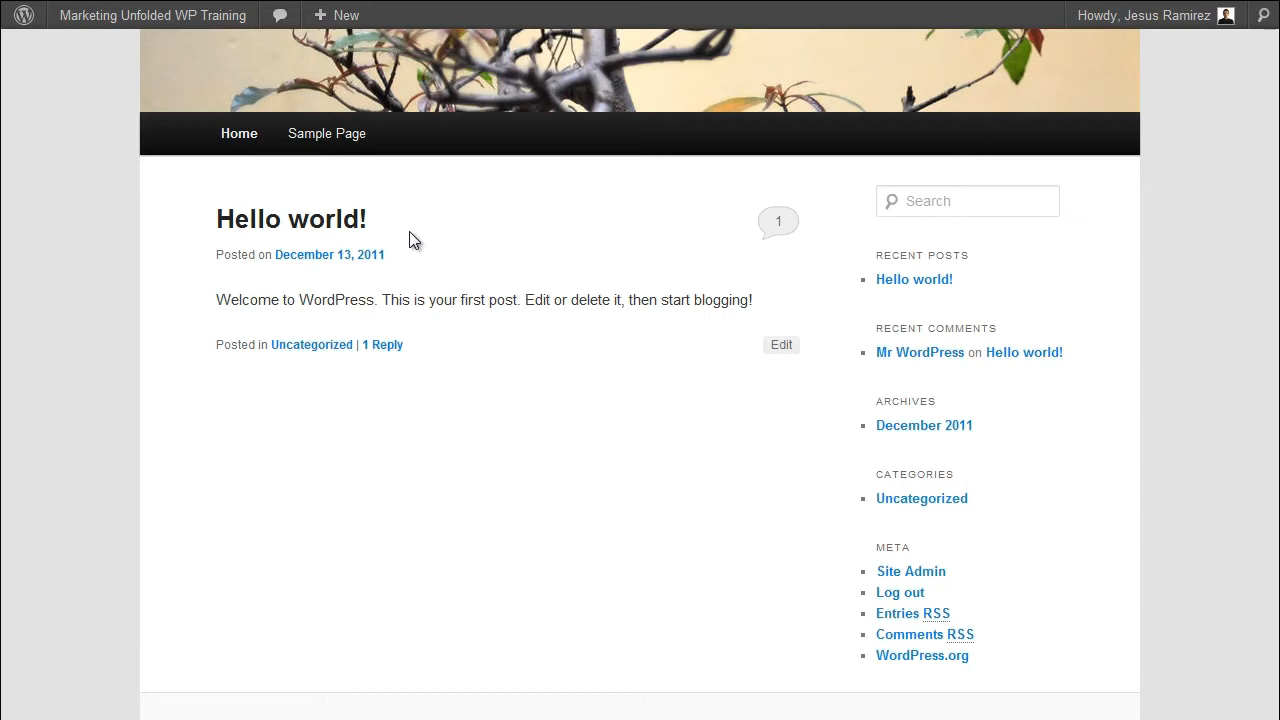 Marketing Unfolded WP Training New Howdy, Jesus Ramirez
Home Sample Page
Hello world! 1
Posted on December 13, 2011
Welcome to WordPress. This is your first post. Edit or delete it, then start blogging!
Posted in Uncategorized | 1 Reply Edit
Search
RECENT POSTS
Hello world!
RECENT COMMENTS
Mr WordPress on Hello world!
ARCHIVES
December 2011
CATEGORIES
Uncategorized
META
Site Admin
Log out
Entries RSS
Comments RSS
WordPress.org